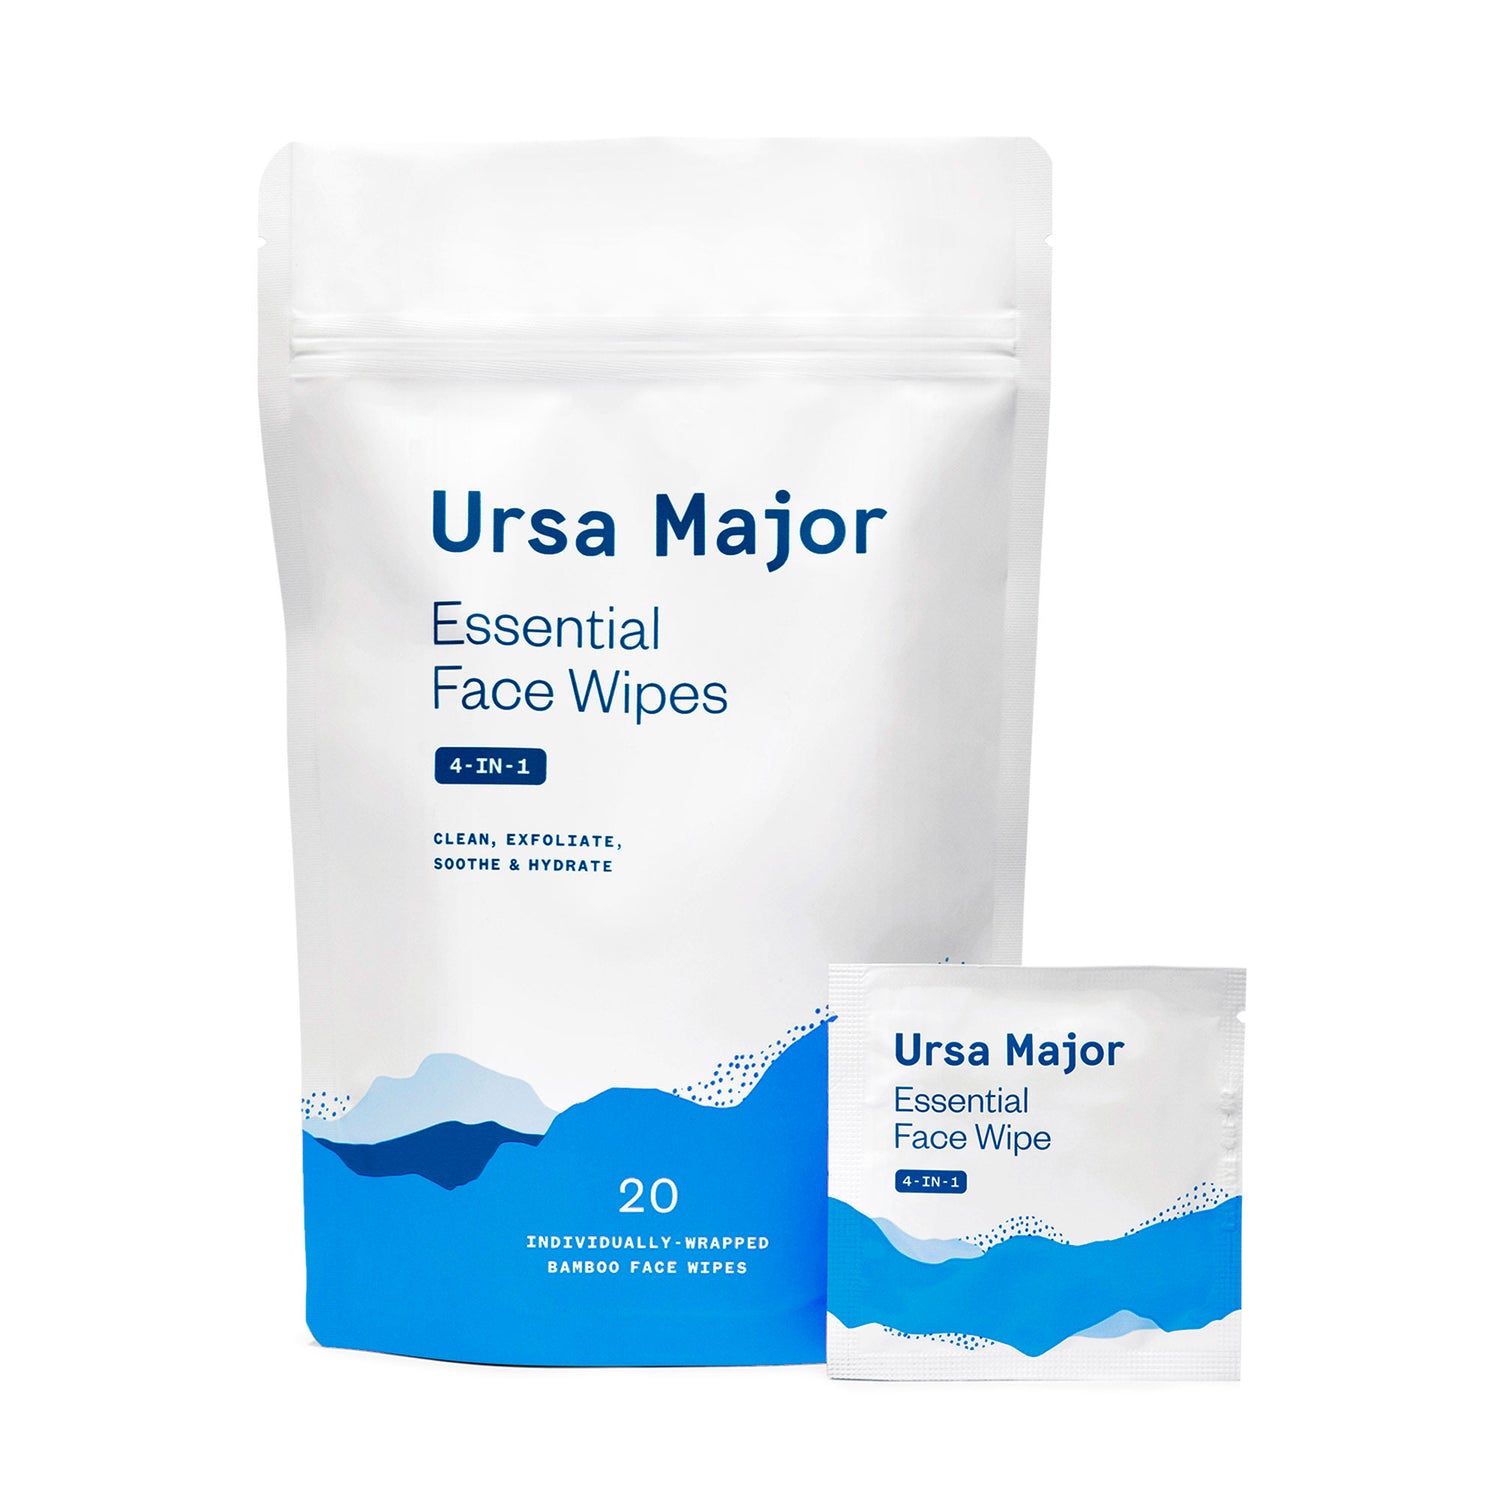 Ursa Major
Essential
Face Wipes
4-IN-1
CLEAN, EXFOLIATE,
SOOTHE & HYDRATE
20
INDIVIDUALLY-WRAPPED
BAMBOO FACE WIPES
Ursa Major
Essential
Face Wipe
4-IN-1